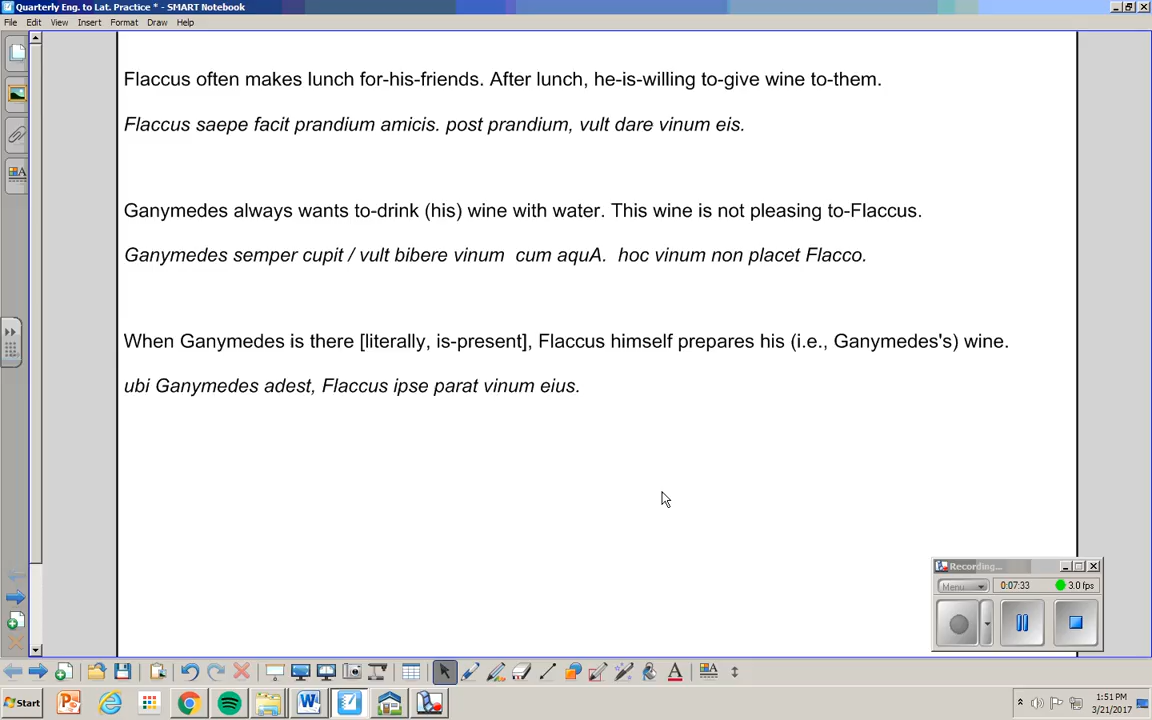 Quarterly Eng. to Lat. Practice * - SMART Notebook
File Edit View Insert Format Draw Help
Flaccus often makes lunch for-his-friends. After lunch, he-is-willing to-give wine to-them.
Flaccus saepe facit prandium amicis. post prandium, vult dare vinum eis.
Ganymedes always wants to-drink (his) wine with water. This wine is not pleasing to-Flaccus.
Ganymedes semper cupit / vult bibere vinum cum aquA. hoc vinum non placet Flacco.
When Ganymedes is there [literally, is-present], Flaccus himself prepares his (i.e., Ganymedes's) wine.
ubi Ganymedes adest, Flaccus ipse parat vinum eius.
Recording...
Menu 0:07:33 3.0 fps
Start
1:51 PM
3/21/2017